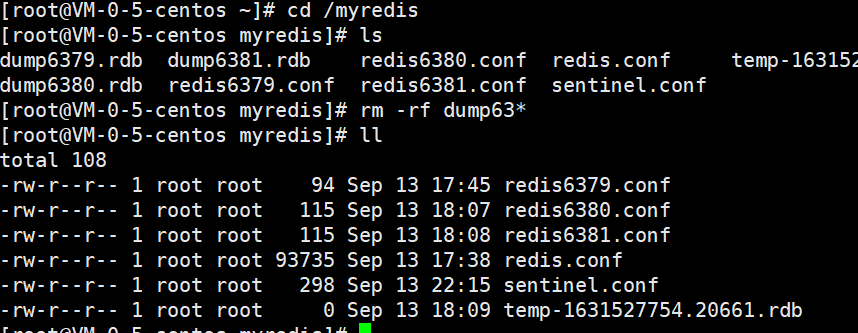 [root@VM-0-5-centos ~]# cd /myredis
[root@VM-0-5-centos myredis]# ls
dump6379.rdb  dump6381.rdb    redis6380.conf  redis.conf     temp-163152
dump6380.rdb  redis6379.conf  redis6381.conf  sentinel.conf
[root@VM-0-5-centos myredis]# rm -rf dump63*
[root@VM-0-5-centos myredis]# ll
total 108
-rw-r--r-- 1 root root    94 Sep 13 17:45 redis6379.conf
-rw-r--r-- 1 root root   115 Sep 13 18:07 redis6380.conf
-rw-r--r-- 1 root root   115 Sep 13 18:08 redis6381.conf
-rw-r--r-- 1 root root 93735 Sep 13 17:38 redis.conf
-rw-r--r-- 1 root root   298 Sep 13 22:15 sentinel.conf
-rw-r--r-- 1 root root     0 Sep 13 18:09 temp-1631527754.20661.rdb
[root@VM-0-5-centos myredis]#